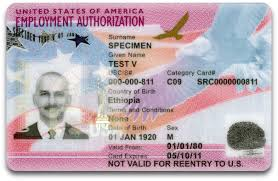 UNITED STATES OF AMERICA
EMPLOYMENT AUTHORIZATION
Surname
SPECIMEN
Given Name
TEST V
USCIS# Category Card#
000-000-811 C09 SRC0000000811
Country of Birth
Ethiopia
Terms and Conditions
None
Date of Birth Sex
01 JAN 1920 M
Valid From: 01/01/80
Card Expires: 05/10/11
NOT VALID FOR REENTRY TO U.S.